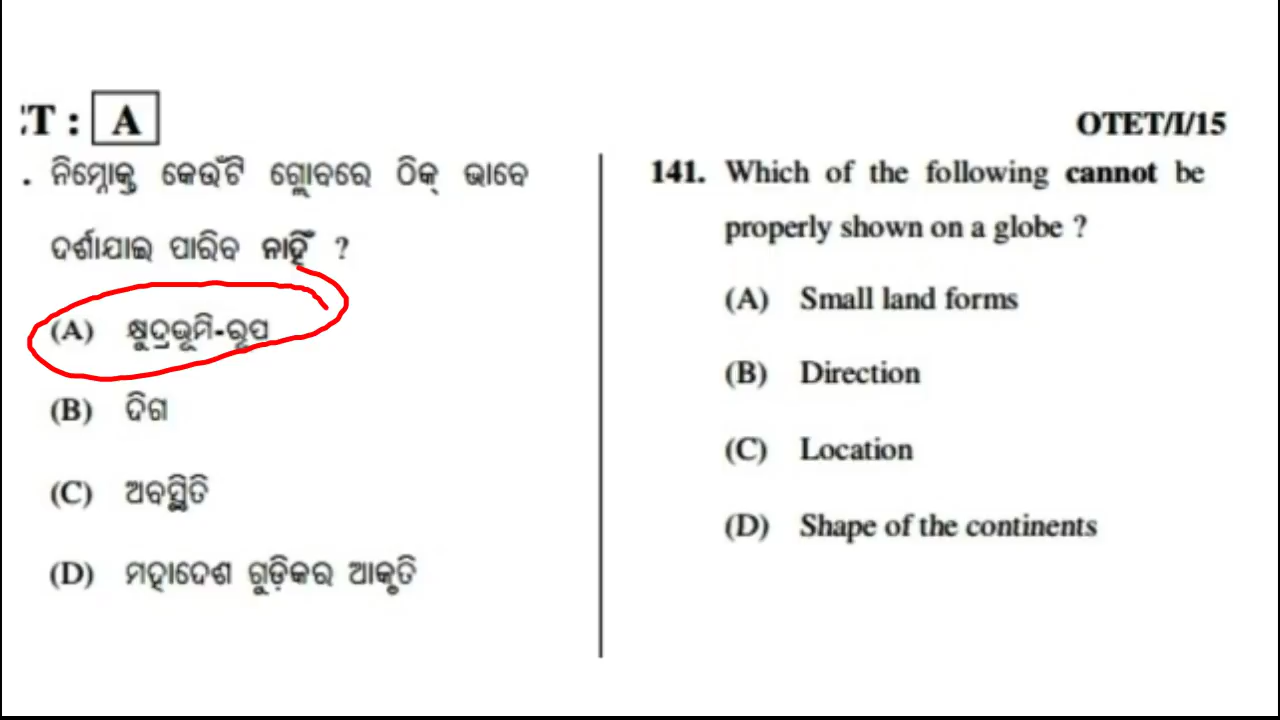 ET : A
OTET/I/15
. ନିମ୍ନୋକ୍ତ କେଉଁଟି ଗ୍ଲୋବରେ ଠିକ୍ ଭାବେ
ଦର୍ଶାଯାଇ ପାରିବ ନାହିଁ ?
(A) କ୍ଷୁଦ୍ରଭୂମି-ରୂପ
(B) ଦିଗ
(C) ଅବସ୍ଥିତି
(D) ମହାଦେଶ ଗୁଡ଼ିକର ଆକୃତି
141. Which of the following cannot be
properly shown on a globe ?
(A) Small land forms
(B) Direction
(C) Location
(D) Shape of the continents